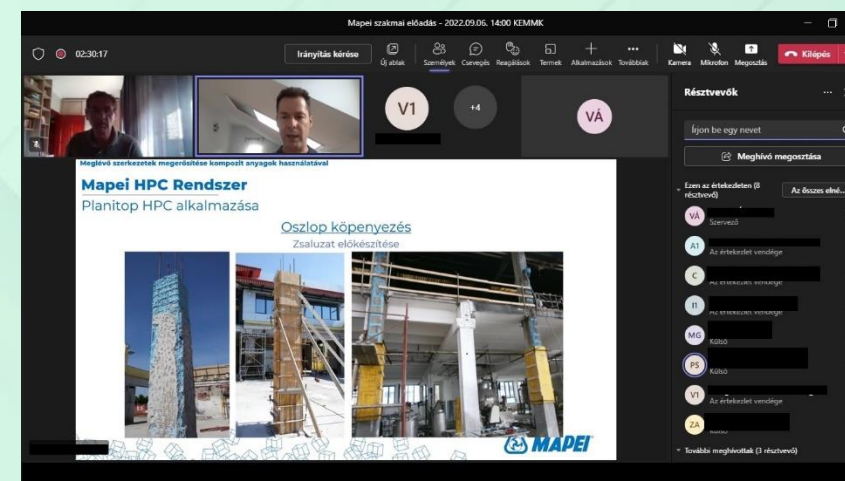 Mapei szakmai előadás - 2022.09.06. 14:00 KEMMK
02:30:17
Irányítás kérése
Új ablak
Személyek
Csevegés
Reagálások
Termek
Alkalmazások
Továbbiak
Kamera
Mikrofon
Megosztás
Kilépés
V1
+4
VÁ
Résztvevők
Írjon be egy nevet
Meghívó megosztása
Ezen az értekezleten (8
résztvevő)
Az összes elné...
VÁ
Szervező
A1
Az értekezlet vendége
C
Az értekezlet vendége
I1
Az értekezlet vendége
MG
Külső
PS
Külső
V1
Az értekezlet vendége
ZA
Külső
További meghívottak (3 résztvevő)
Meglévő szerkezetek megerősítése kompozit anyagok használatával
Mapei HPC Rendszer
Planitop HPC alkalmazása
Oszlop köpenyezés
Zsaluzat előkészítése
MAPEI